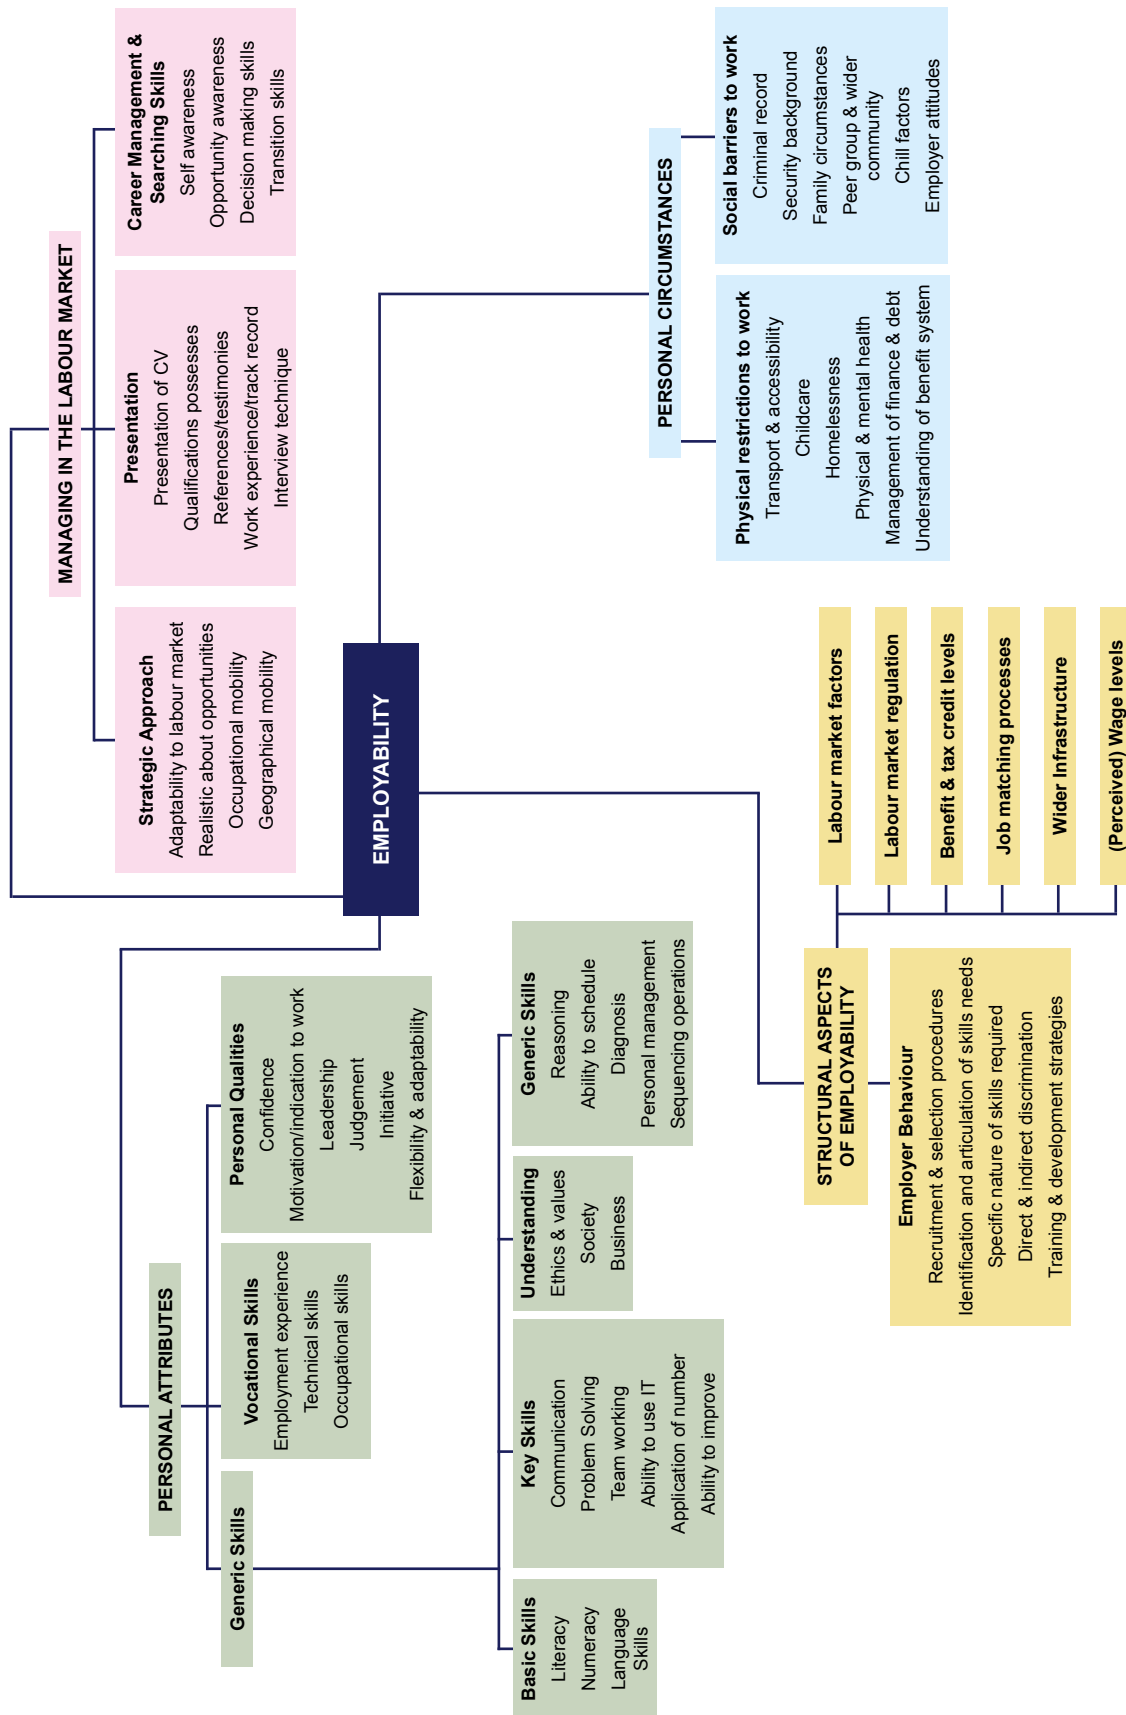 MANAGING IN THE LABOUR MARKET
Strategic Approach
Adaptability to labour market
Realistic about opportunities
Occupational mobility
Geographical mobility
Presentation
Presentation of CV
Qualifications possesses
References/testimonies
Work experience/track record
Interview technique
Career Management &
Searching Skills
Self awareness
Opportunity awareness
Decision making skills
Transition skills
PERSONAL ATTRIBUTES
Generic Skills
Vocational Skills
Employment experience
Technical skills
Occupational skills
Personal Qualities
Confidence
Motivation/indication to work
Leadership
Judgement
Initiative
Flexibility & adaptability
EMPLOYABILITY
Basic Skills
Literacy
Numeracy
Language
Skills
Key Skills
Communication
Problem Solving
Team working
Ability to use IT
Application of number
Ability to improve
Understanding
Ethics & values
Society
Business
Generic Skills
Reasoning
Ability to schedule
Diagnosis
Personal management
Sequencing operations
PERSONAL CIRCUMSTANCES
Physical restrictions to work
Transport & accessibility
Childcare
Homelessness
Physical & mental health
Management of finance & debt
Understanding of benefit system
Social barriers to work
Criminal record
Security background
Family circumstances
Peer group & wider
community
Chill factors
Employer attitudes
STRUCTURAL ASPECTS
OF EMPLOYABILITY
Employer Behaviour
Recruitment & selection procedures
Identification and articulation of skills needs
Specific nature of skills required
Direct & indirect discrimination
Training & development strategies
Labour market factors
Labour market regulation
Benefit & tax credit levels
Job matching processes
Wider Infrastructure
(Perceived) Wage levels